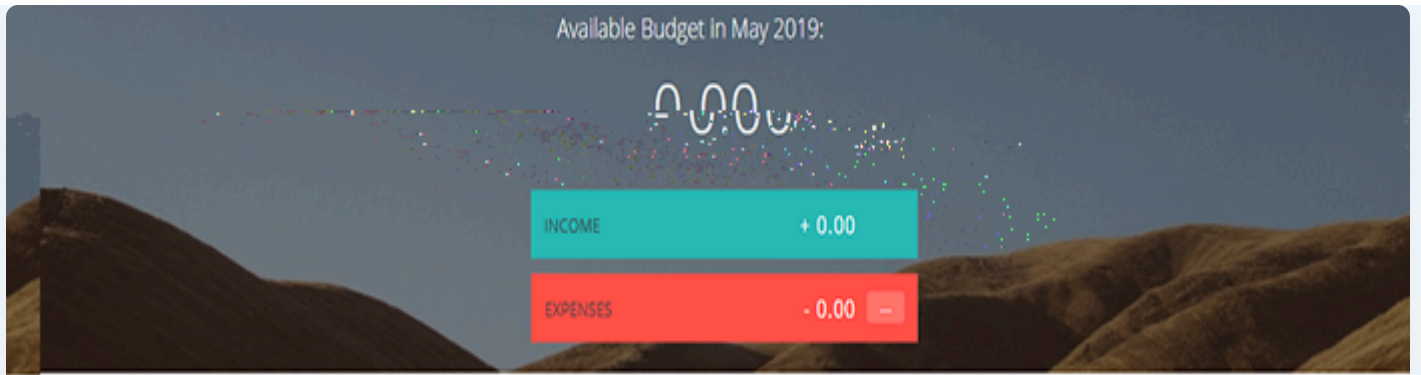 Available Budget in May 2019:
INCOME + 0.00
EXPENSES - 0.00 --